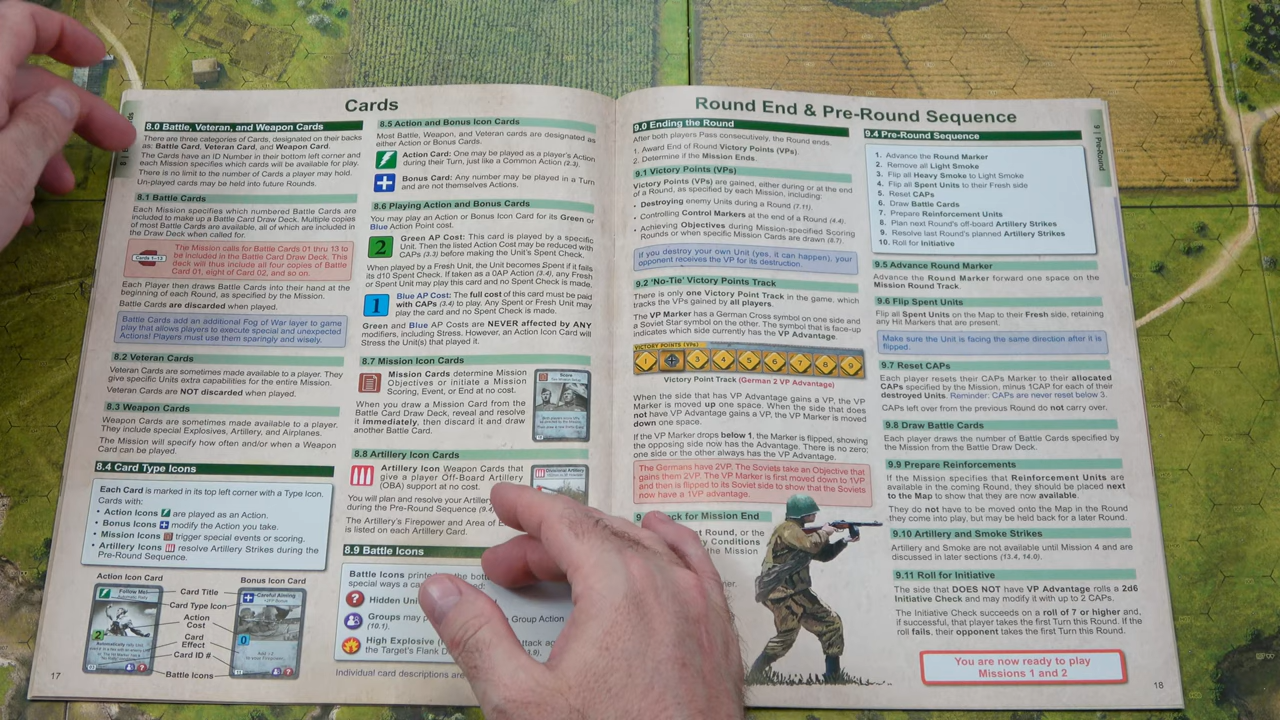 Cards
8.0 Battle, Veteran, and Weapon Cards
There are three categories of Cards, designated on their backs
as: Battle Card, Veteran Card, and Weapon Card.
The Cards have an ID Number in their bottom left corner and
each Mission specifies which cards will be available for play.
There is no limit to the number of Cards a player may hold.
Un-played cards may be held into future Rounds.
8.1 Battle Cards
Each Mission specifies which numbered Battle Cards are
included to make up a Battle Card Draw Deck. Multiple copies
of most Battle Cards are available, all of which are included in
the Draw Deck when called for.
Cards 1-13
The Mission calls for Battle Cards 01 thru 13 to
be included in the Battle Card Draw Deck. This
deck will thus include all four copies of Battle
Card 01, eight of Card 02, and so on.
Each Player then draws Battle Cards into their hand at the
beginning of each Round, as specified by the Mission.
Battle Cards are discarded when played.
Battle Cards add an additional Fog of War layer to game
play that allows players to execute special and unexpected
Actions! Players must use them sparingly and wisely.
8.2 Veteran Cards
Veteran Cards are sometimes made available to a player. They
give specific Units extra capabilities for the entire Mission.
Veteran Cards are NOT discarded when played.
8.3 Weapon Cards
Weapon Cards are sometimes made available to a player.
They include special Explosives, Artillery, and Airplanes.
The Mission will specify how often and/or when a Weapon
Card can be played.
8.4 Card Type Icons
Each Card is marked in its top left corner with a Type Icon.
Cards with:
• Action Icons are played as an Action.
• Bonus Icons modify the Action you take.
• Mission Icons trigger special events or scoring.
• Artillery Icons resolve Artillery Strikes during the
Pre-Round Sequence.
Action Icon Card
Bonus Icon Card
Follow Me!
Careful Aiming
Card Title
Card Type Icon
Action
Cost
Card
Effect
Card ID #
Battle Icons
2
0
17
8.5 Action and Bonus Icon Cards
Most Battle, Weapon, and Veteran cards are designated as
either Action or Bonus Cards.
Action Card: One may be played as a player's Action
during their Turn, just like a Common Action (2.3).
Bonus Card: Any number may be played in a Turn
and are not themselves Actions.
8.6 Playing Action and Bonus Cards
You may play an Action or Bonus Icon Card for its Green or
Blue Action Point cost.
2
Green AP Cost: This card is played by a specific
Unit. Then the listed Action Cost may be reduced with
CAPs (3.3) before making the Unit's Spent Check.
When played by a Fresh Unit, the Unit becomes Spent if it fails
its d10 Spent Check. If taken as a 0AP Action (3.4), any Fresh
or Spent Unit may play this card and no Spent Check is made.
1
Blue AP Cost: The full cost of this card must be paid
with CAPs (3.4) to play. Any Spent or Fresh Unit may
play the card and no Spent Check is made.
Green and Blue AP Costs are NEVER affected by ANY
modifiers, including Stress. However, an Action Card will
Stress the Unit(s) that played it.
8.7 Mission Icon Cards
Mission Cards determine Mission
Objectives or initiate a Mission
Scoring, Event, or End at no cost.
When you draw a Mission Card from the
Battle Card Draw Deck, reveal and resolve
it immediately, then discard it and draw
another Battle Card.
Score
8.8 Artillery Icon Cards
Artillery Icon Weapon Cards that
give a player Off-Board Artillery
(OBA) support at no cost.
You will plan and resolve your Artillery
during the Pre-Round Sequence (9.4
The Artillery's Firepower and Area of E
is listed on each Artillery Card.
8.9 Battle Icons
Battle Icons printe
special ways a ca
Hidden Uni
Groups may
Group Action
(10.1).
High Explosive
the Target's Flank D
Individual card descriptions are
Round End & Pre-Round Sequence
9.0 Ending the Round
After both players Pass consecutively, the Round ends.
1. Award End of Round Victory Points (VPs).
2. Determine if the Mission Ends.
9.1 Victory Points (VPs)
Victory Points (VPs) are gained, either during or at the end
of a Round, as specified by each Mission, including:
• Destroying enemy Units during a Round (7.11).
• Controlling Control Markers at the end of a Round (4.4).
• Achieving Objectives during Mission-specified Scoring
Rounds or when specific Mission Cards are drawn (8.7).
If you destroy your own Unit (yes, it can happen), your
opponent receives the VP for its destruction.
9.2 'No-Tie' Victory Points Track
There is only one Victory Point Track in the game, which
tracks the VPs gained by all players.
The VP Marker has a German Cross symbol on one side and
a Soviet Star symbol on the other. The symbol that is face-up
indicates which side currently has the VP Advantage.
VICTORY POINTS (VPs)
1 3 4 5 6 7 8 9
Victory Point Track (German 2 VP Advantage)
When the side that has VP Advantage gains a VP, the VP
Marker is moved up one space. When the side that does
not have VP Advantage gains a VP, the VP Marker is moved
down one space.
If the VP Marker drops below 1, the Marker is flipped, showing
the opposing side now has the Advantage. There is no zero;
one side or the other always has the VP Advantage.
The Germans have 2VP. The Soviets take an Objective that
gains them 2VP. The VP Marker is first moved down to 1VP
and then is flipped to its Soviet side to show that the Soviets
now have a 1VP advantage.
eck for Mission End
t Round, or the
Conditions
the Mission
9.4 Pre-Round Sequence
1. Advance the Round Marker
2. Remove all Light Smoke
3. Flip all Heavy Smoke to Light Smoke
4. Flip all Spent Units to their Fresh side
5. Reset CAPs
6. Draw Battle Cards
7. Prepare Reinforcement Units
8. Plan next Round's off-board Artillery Strikes
9. Resolve last Round's planned Artillery Strikes
10. Roll for Initiative
9.5 Advance Round Marker
Advance the Round Marker forward one space on the
Mission Round Track.
9.6 Flip Spent Units
Flip all Spent Units on the Map to their Fresh side, retaining
any Hit Markers that are present.
Make sure the Unit is facing the same direction after it is
flipped.
9.7 Reset CAPs
Each player resets their CAPs Marker to their allocated
CAPs specified by the Mission, minus 1CAP for each of their
destroyed Units. Reminder: CAPs are never reset below 3.
CAPs left over from the previous Round do not carry over.
9.8 Draw Battle Cards
Each player draws the number of Battle Cards specified by
the Mission from the Battle Card Draw Deck.
9.9 Prepare Reinforcements
If the Mission specifies that Reinforcement Units are
available in the coming Round, they should be placed next
to the Map to show that they are now available.
They do not have to be moved onto the Map in the Round
they come into play, but may be held back for a later Round.
9.10 Artillery and Smoke Strikes
Artillery and Smoke are not available until Mission 4 and are
discussed in later sections (13.4, 14.0).
9.11 Roll for Initiative
The side that DOES NOT have VP Advantage rolls a 2d6
Initiative Check and may modify it with up to 2 CAPs.
The Initiative Check succeeds on a roll of 7 or higher and,
if successful, that player takes the first Turn this Round. If the
roll fails, their opponent takes the first Turn this Round.
You are now ready to play
Missions 1 and 2
9 | Pre-Round
18